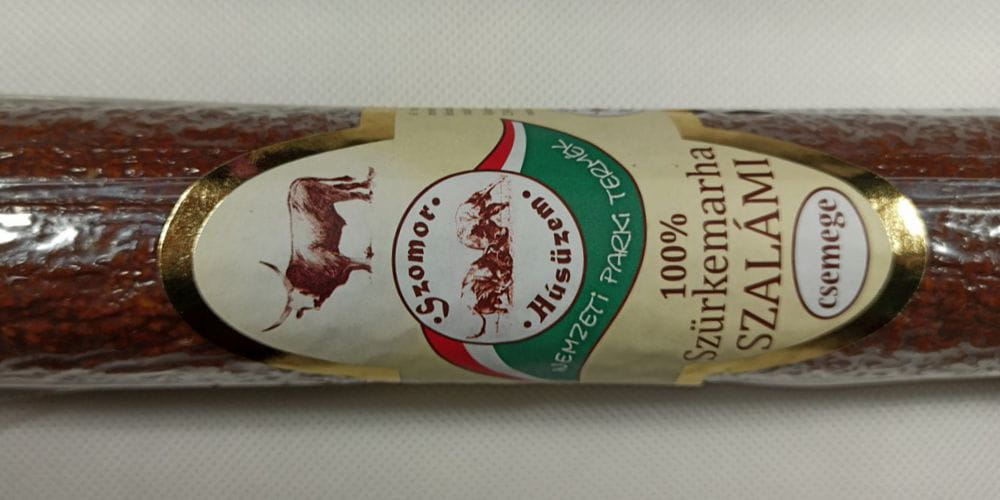 Szomor
Húsüzem
NEMZETI PARKI TERMÉK
100%
Szürkemarha
SZALÁMI
csemege